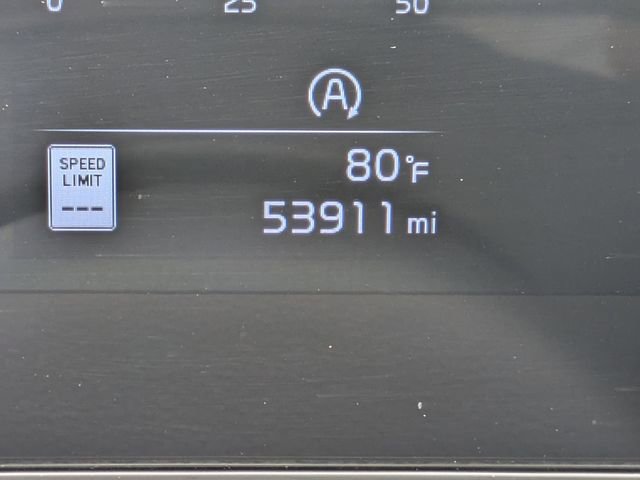 0 25 50
A
SPEED
LIMIT
---
80°F
53911 mi